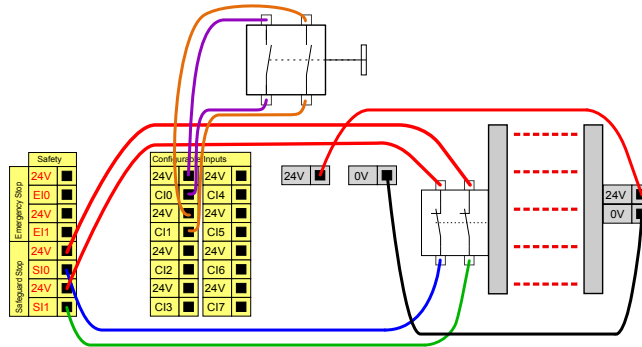 Safety
Emergency Stop
24V
EI0
24V
EI1
Safeguard Stop
24V
SI0
24V
SI1
Configurable Inputs
24V 24V
CI0 CI4
24V 24V
CI1 CI5
24V 24V
CI2 CI6
24V 24V
CI3 CI7
24V
0V
24V
0V